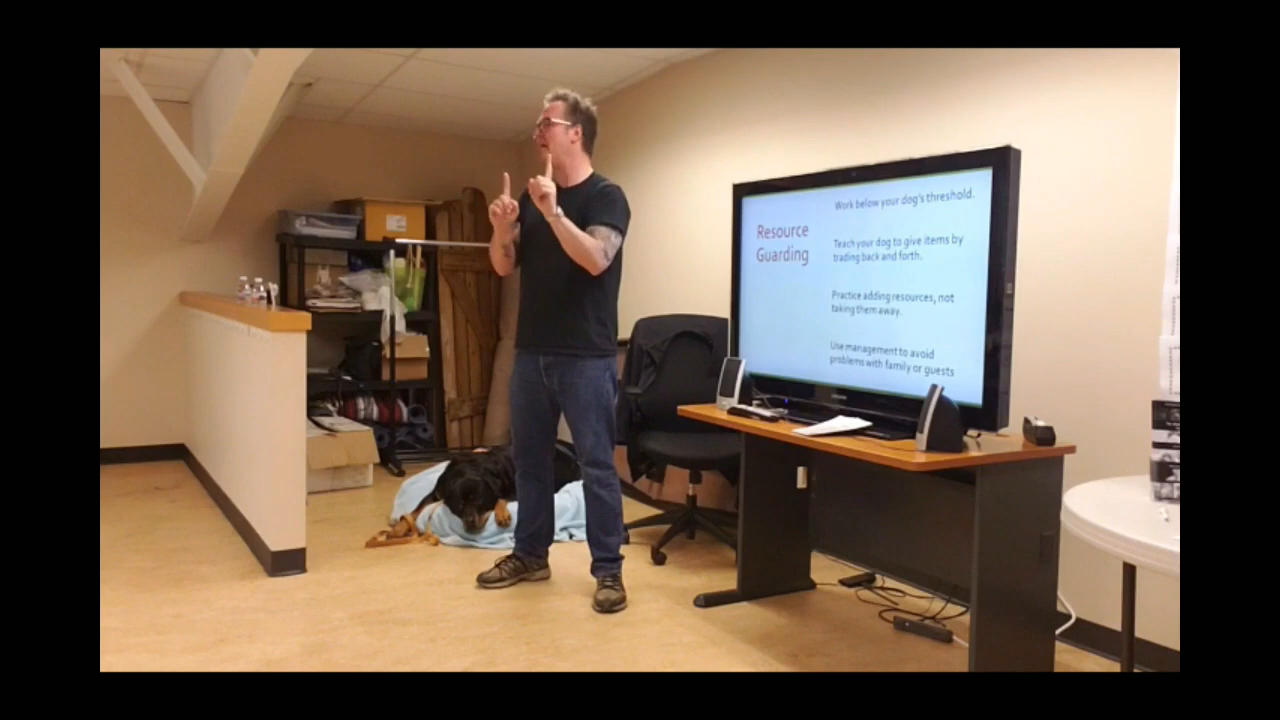 Resource
Guarding
Work below your dog's threshold.
Teach your dog to give items by
trading back and forth.
Practice adding resources, not
taking them away.
Use management to avoid
problems with family or guests